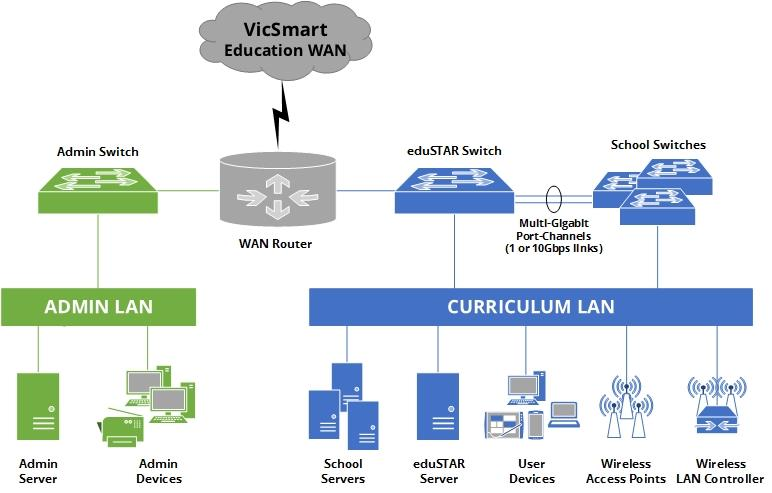 VicSmart
Education WAN
Admin Switch
eduSTAR Switch
School Switches
WAN Router
Multi-Gigabit
Port-Channels
(1 or 10Gbps links)
ADMIN LAN
CURRICULUM LAN
Admin
Server
Admin
Devices
School
Servers
eduSTAR
Server
User
Devices
Wireless
Access Points
Wireless
LAN Controller